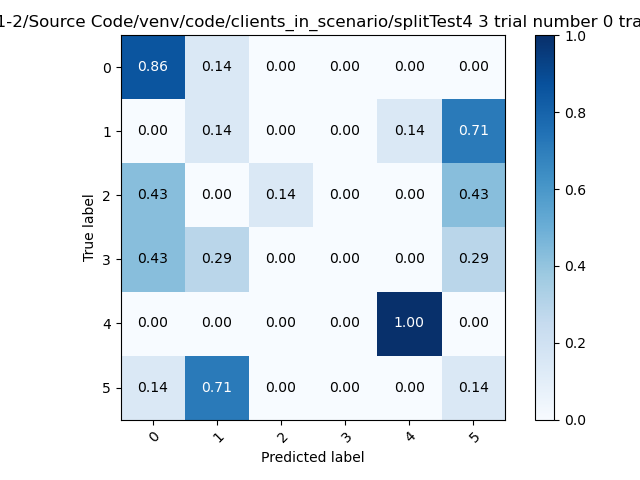 1-2/Source Code/venv/code/clients_in_scenario/splitTest4 3 trial number 0 tra
0 0.86 0.14 0.00 0.00 0.00 0.00
1 0.00 0.14 0.00 0.00 0.14 0.71
2 0.43 0.00 0.14 0.00 0.00 0.43
3 0.43 0.29 0.00 0.00 0.00 0.29
4 0.00 0.00 0.00 0.00 1.00 0.00
5 0.14 0.71 0.00 0.00 0.00 0.14
True label
0 1 2 3 4 5
Predicted label
1.0
0.8
0.6
0.4
0.2
0.0